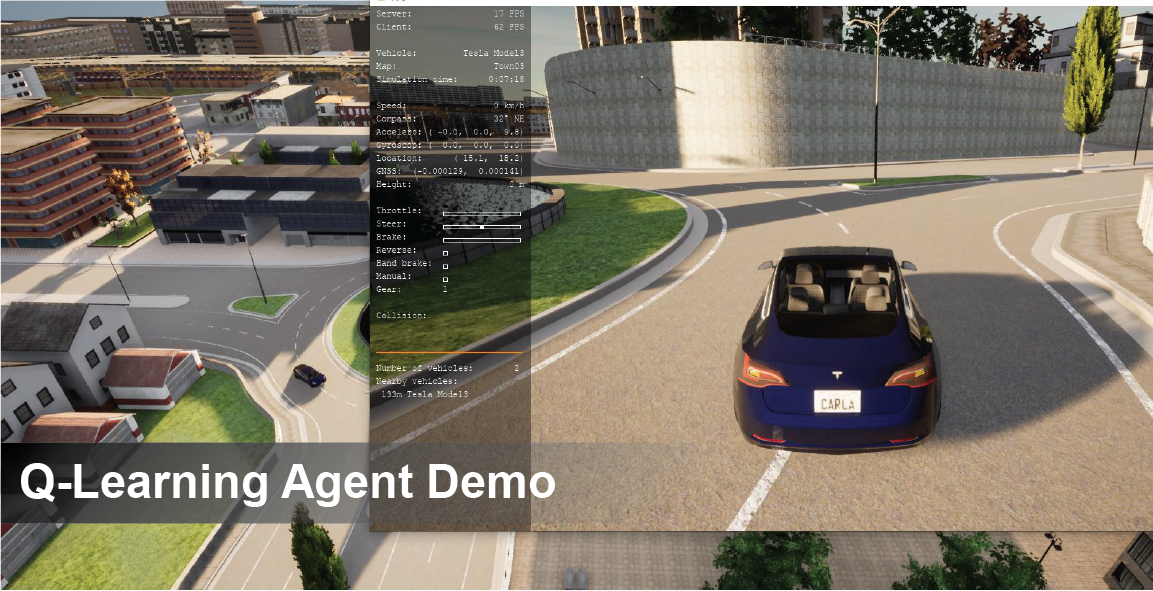 Server: 17 FPS
Client: 62 FPS
Vehicle: Tesla Model3
Map: Town03
Simulation time: 0:07:18
Speed: 0 km/h
Compass: 32° NE
Accelero: (-0.0, 0.0, 9.8)
Gyroscop: (-0.0, 0.0, 0.0)
Location: ( 15.1, 15.2)
GNSS: (-0.000129, 0.000141)
Height: 0 m
Throttle:
Steer:
Brake:
Reverse:
Hand brake:
Manual:
Gear: 1
Collision:
Number of vehicles: 2
Nearby vehicles:
133m Tesla Model3
CARLA
Q-Learning Agent Demo